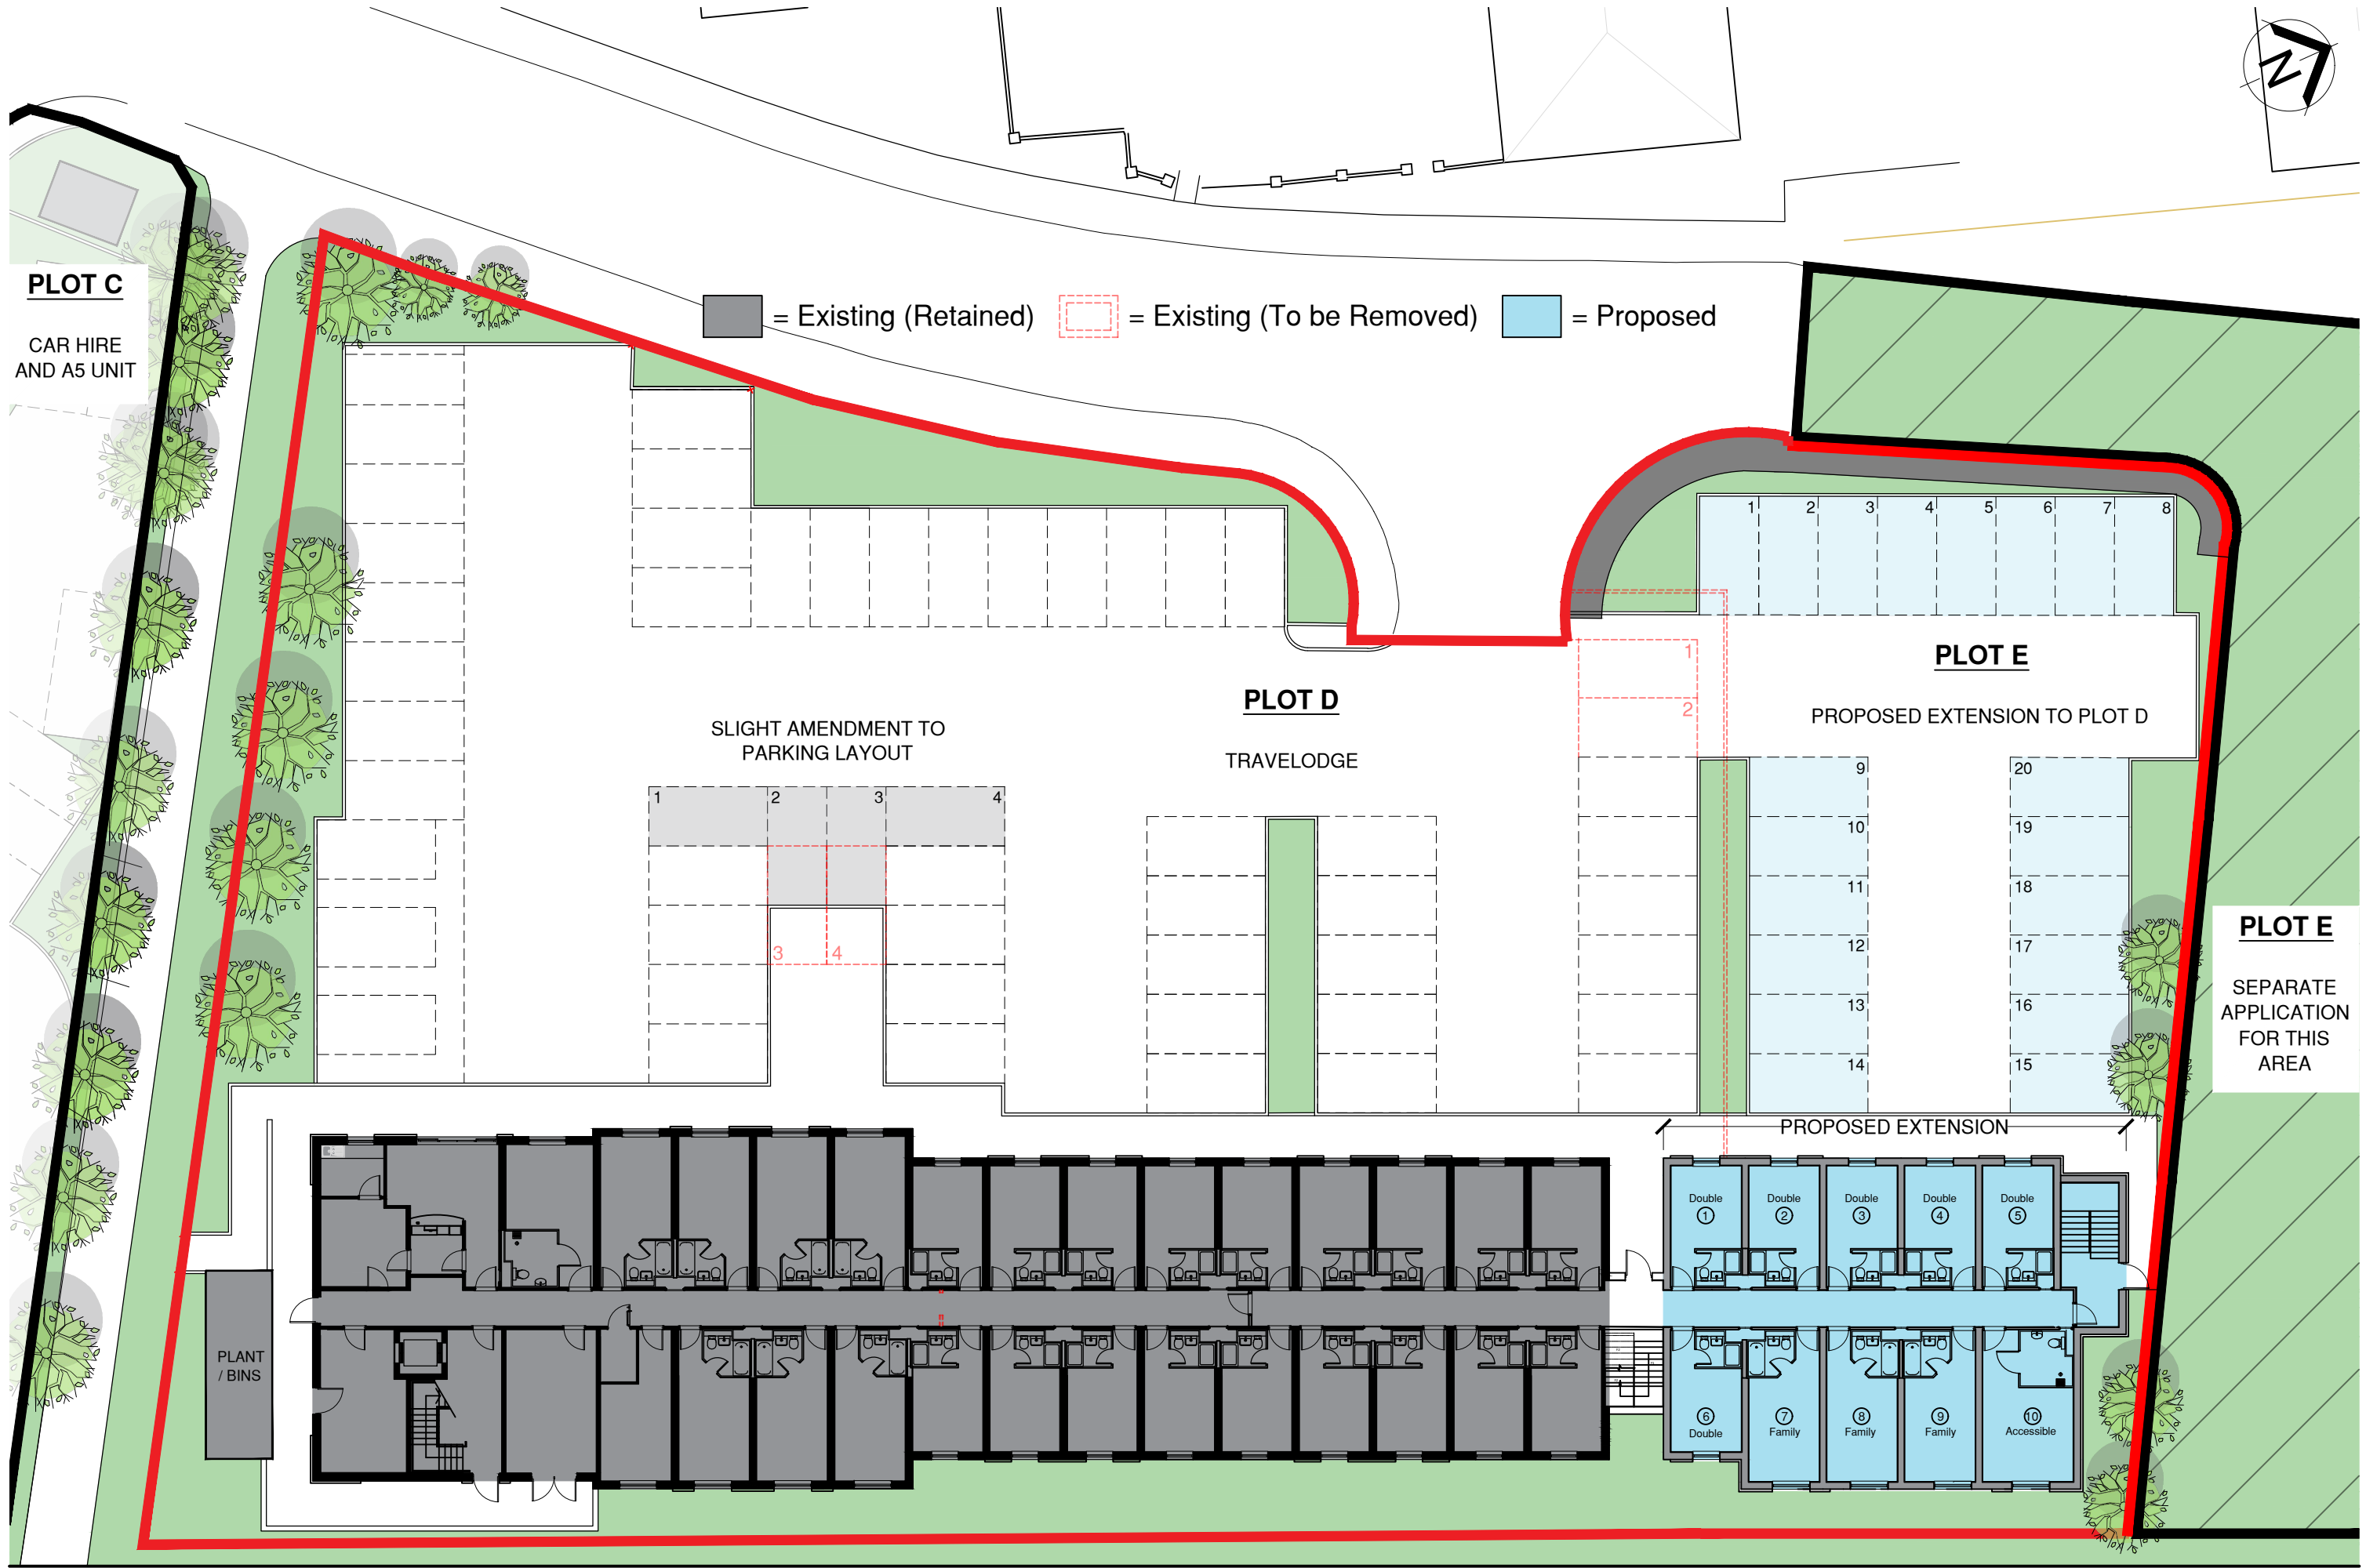 N
PLOT C
CAR HIRE
AND A5 UNIT
= Existing (Retained)
= Existing (To be Removed)
= Proposed
1 2 3 4 5 6 7 8
PLOT E
PROPOSED EXTENSION TO PLOT D
1
2
PLOT D
TRAVELODGE
SLIGHT AMENDMENT TO
PARKING LAYOUT
1 2 3 4
3 4
9 20
10 19
11 18
12 17
13 16
14 15
PLOT E
SEPARATE
APPLICATION
FOR THIS
AREA
PROPOSED EXTENSION
Double Double Double Double Double
1 2 3 4 5
PLANT
/ BINS
6 7 8 9 10
Double Family Family Family Accessible